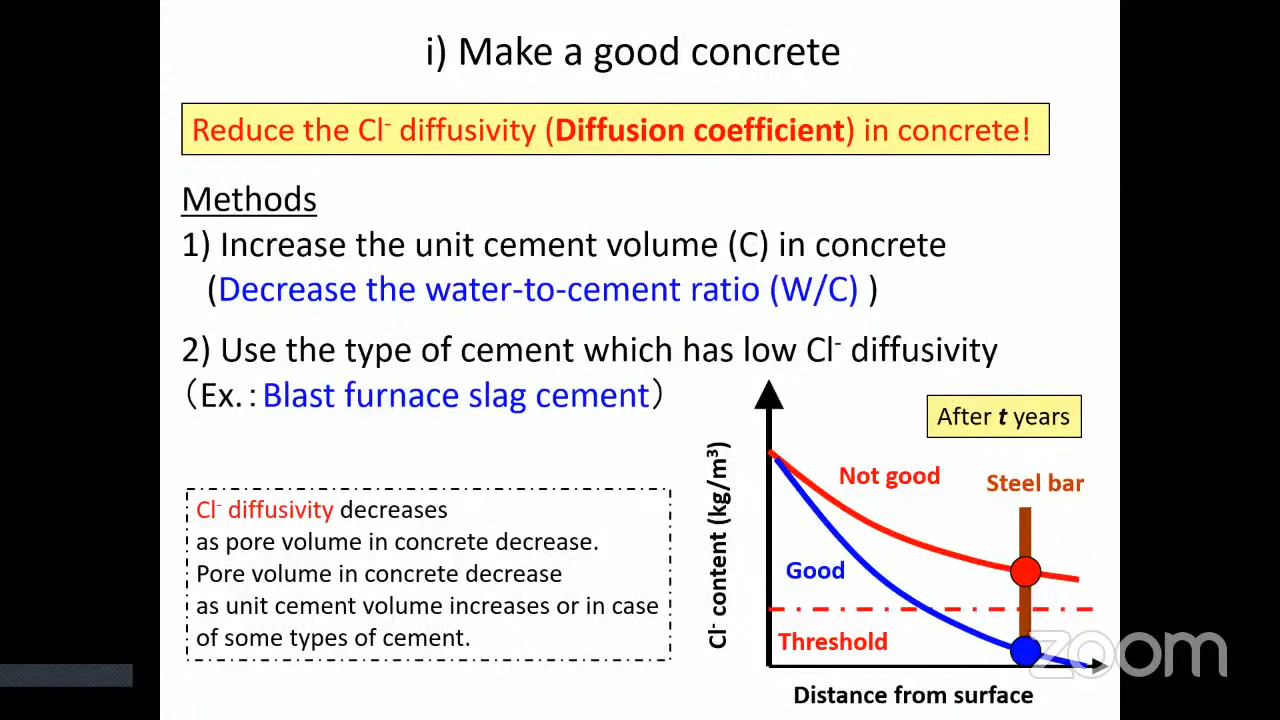 i) Make a good concrete
Reduce the Cl⁻ diffusivity (Diffusion coefficient) in concrete!
Methods
1) Increase the unit cement volume (C) in concrete
(Decrease the water-to-cement ratio (W/C) )
2) Use the type of cement which has low Cl⁻ diffusivity
（Ex.：Blast furnace slag cement）
Cl⁻ diffusivity decreases
as pore volume in concrete decrease.
Pore volume in concrete decrease
as unit cement volume increases or in case
of some types of cement.
After t years
Not good
Steel bar
Good
Threshold
Cl⁻ content (kg/m³)
Distance from surface
zoom